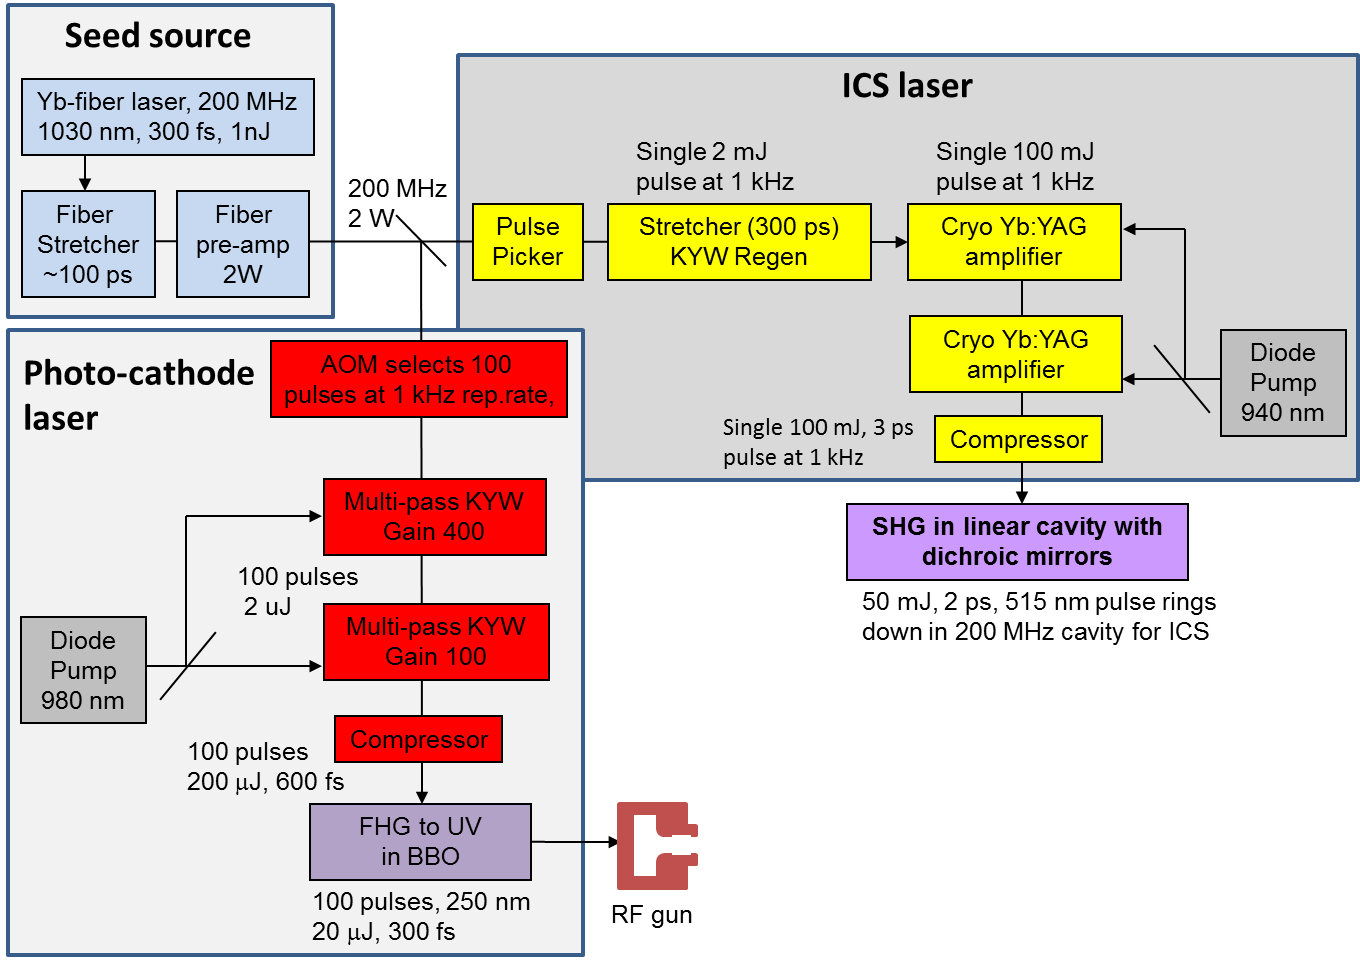 Seed source
Yb-fiber laser, 200 MHz
1030 nm, 300 fs, 1nJ
Fiber
Stretcher
~100 ps
Fiber
pre-amp
2W
200 MHz
2 W
ICS laser
Single 2 mJ
pulse at 1 kHz
Single 100 mJ
pulse at 1 kHz
Pulse
Picker
Stretcher (300 ps)
KYW Regen
Cryo Yb:YAG
amplifier
Cryo Yb:YAG
amplifier
Diode
Pump
940 nm
Single 100 mJ, 3 ps
pulse at 1 kHz
Compressor
SHG in linear cavity with
dichroic mirrors
50 mJ, 2 ps, 515 nm pulse rings
down in 200 MHz cavity for ICS
Photo-cathode
laser
AOM selects 100
pulses at 1 kHz rep.rate,
Multi-pass KYW
Gain 400
100 pulses
2 uJ
Multi-pass KYW
Gain 100
Diode
Pump
980 nm
Compressor
100 pulses
200 μJ, 600 fs
FHG to UV
in BBO
100 pulses, 250 nm
20 μJ, 300 fs
RF gun